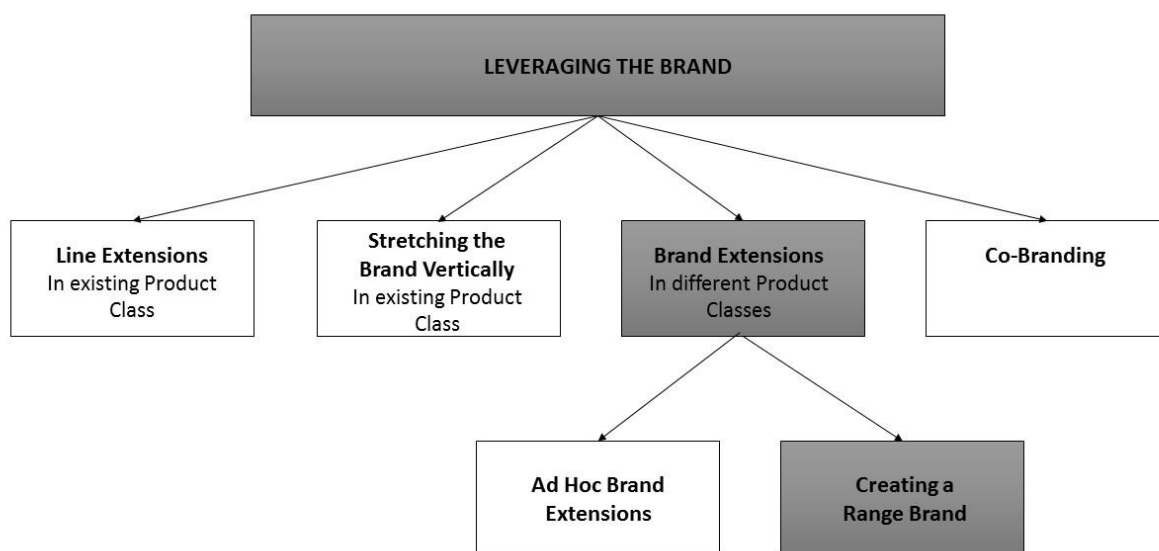 LEVERAGING THE BRAND
Line Extensions
In existing Product
Class
Stretching the
Brand Vertically
In existing Product
Class
Brand Extensions
In different Product
Classes
Co-Branding
Ad Hoc Brand
Extensions
Creating a
Range Brand